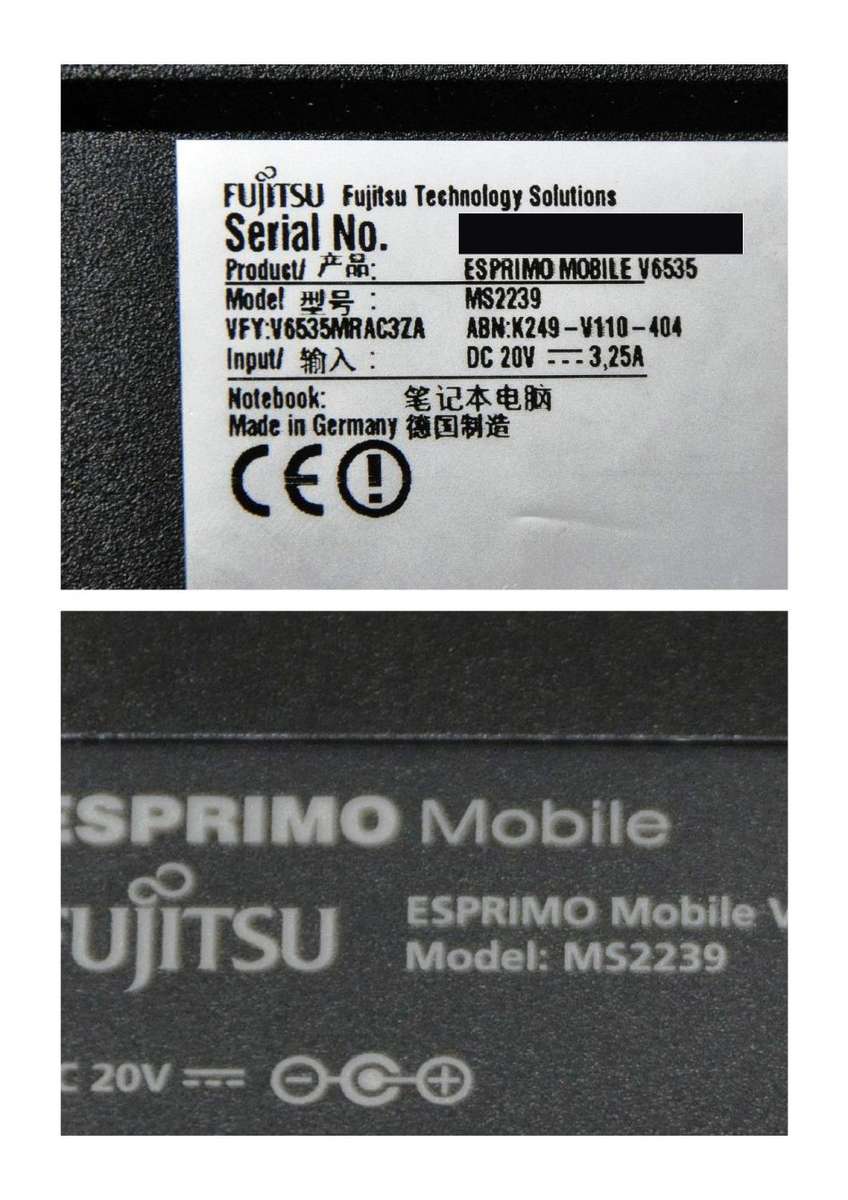 FUJITSU Fujitsu Technology Solutions
Serial No.
Product/ 产品: ESPRIMO MOBILE V6535
Model 型号 : MS2239
VFY:V6535MRAC3ZA ABN:K249-V110-404
Input/ 输入 : DC 20V 3,25A
Notebook: 笔记本电脑
Made in Germany 德国制造
CE
ESPRIMO Mobile
FUJITSU
ESPRIMO Mobile V
Model: MS2239
C 20V